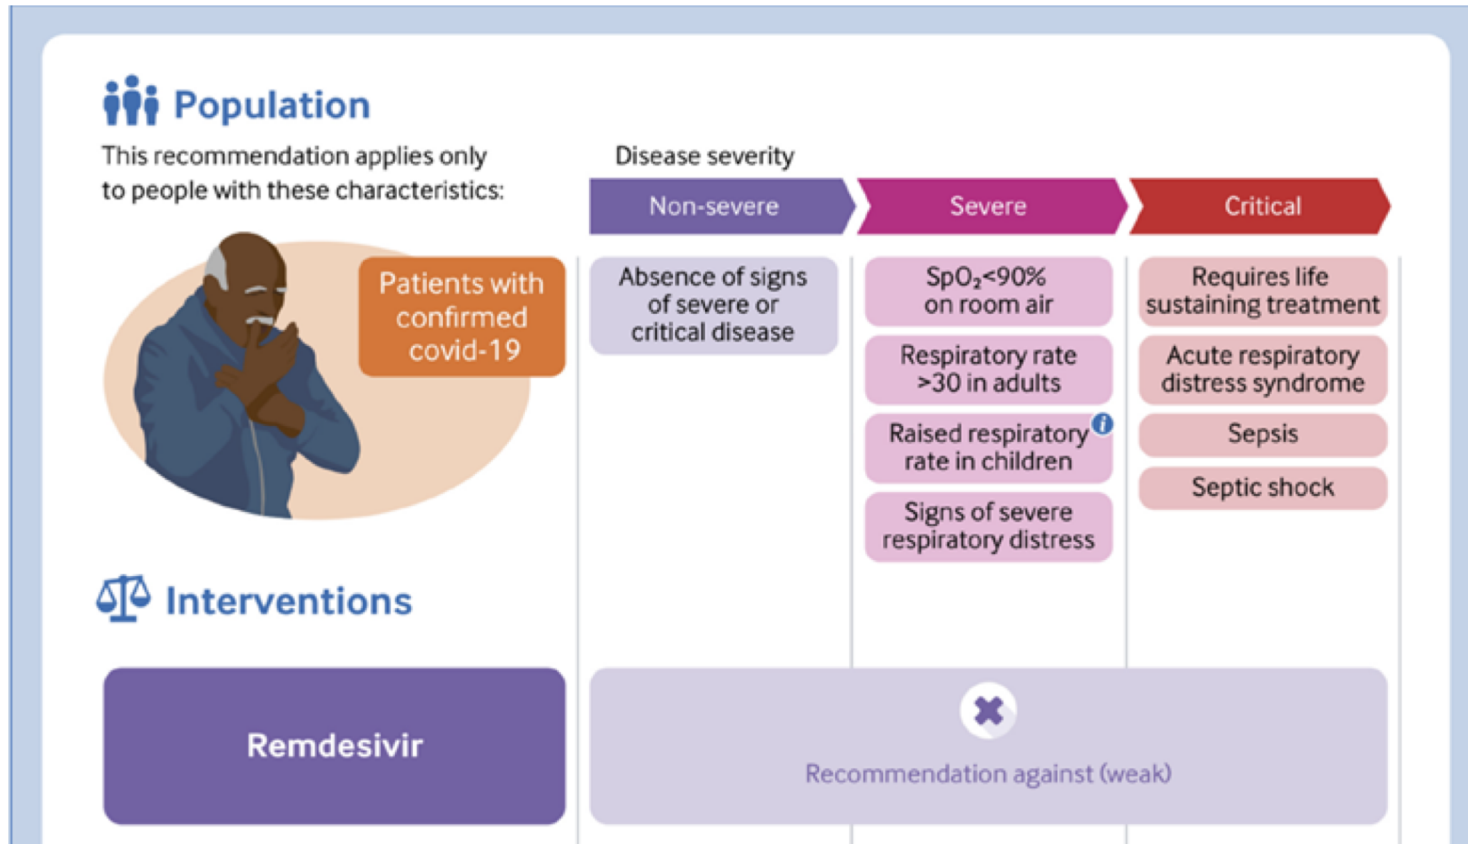 Population
This recommendation applies only
to people with these characteristics:
Patients with
confirmed
covid-19
Disease severity
Non-severe
Severe
Critical
Absence of signs
of severe or
critical disease
SpO₂<90%
on room air
Respiratory rate
>30 in adults
Raised respiratory
rate in children
i
Signs of severe
respiratory distress
Requires life
sustaining treatment
Acute respiratory
distress syndrome
Sepsis
Septic shock
Interventions
Remdesivir
Recommendation against (weak)